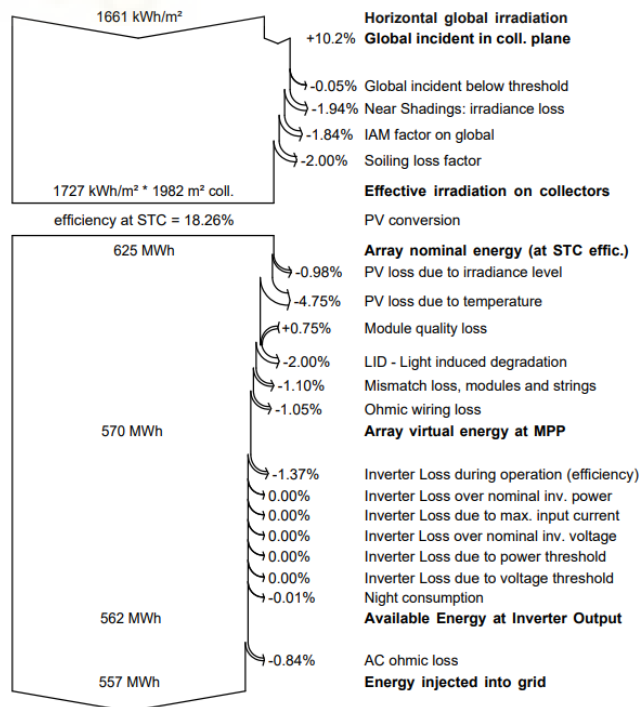 1661 kWh/m² Horizontal global irradiation
+10.2% Global incident in coll. plane
-0.05% Global incident below threshold
-1.94% Near Shadings: irradiance loss
-1.84% IAM factor on global
-2.00% Soiling loss factor
1727 kWh/m² * 1982 m² coll. Effective irradiation on collectors
efficiency at STC = 18.26% PV conversion
625 MWh Array nominal energy (at STC effic.)
-0.98% PV loss due to irradiance level
-4.75% PV loss due to temperature
+0.75% Module quality loss
-2.00% LID - Light induced degradation
-1.10% Mismatch loss, modules and strings
-1.05% Ohmic wiring loss
570 MWh Array virtual energy at MPP
-1.37% Inverter Loss during operation (efficiency)
0.00% Inverter Loss over nominal inv. power
0.00% Inverter Loss due to max. input current
0.00% Inverter Loss over nominal inv. voltage
0.00% Inverter Loss due to power threshold
0.00% Inverter Loss due to voltage threshold
-0.01% Night consumption
562 MWh Available Energy at Inverter Output
-0.84% AC ohmic loss
557 MWh Energy injected into grid